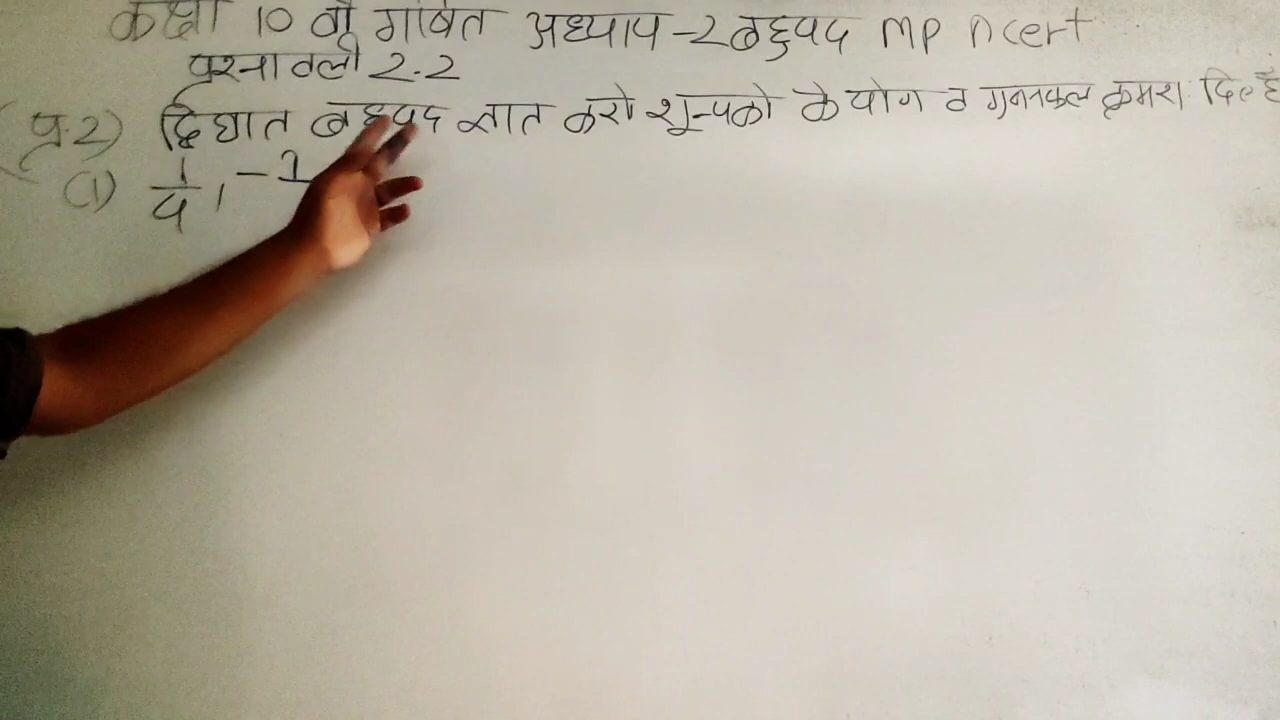 कक्षा 10 वी गणित अध्याय - 2 बहुपद MP ncert
प्रश्नावली 2.2
(प्र.2) द्विघात बहुपद ज्ञात करो शून्यको के योग व गुणनफल क्रमशः दिए है
(1) 1/4, -1